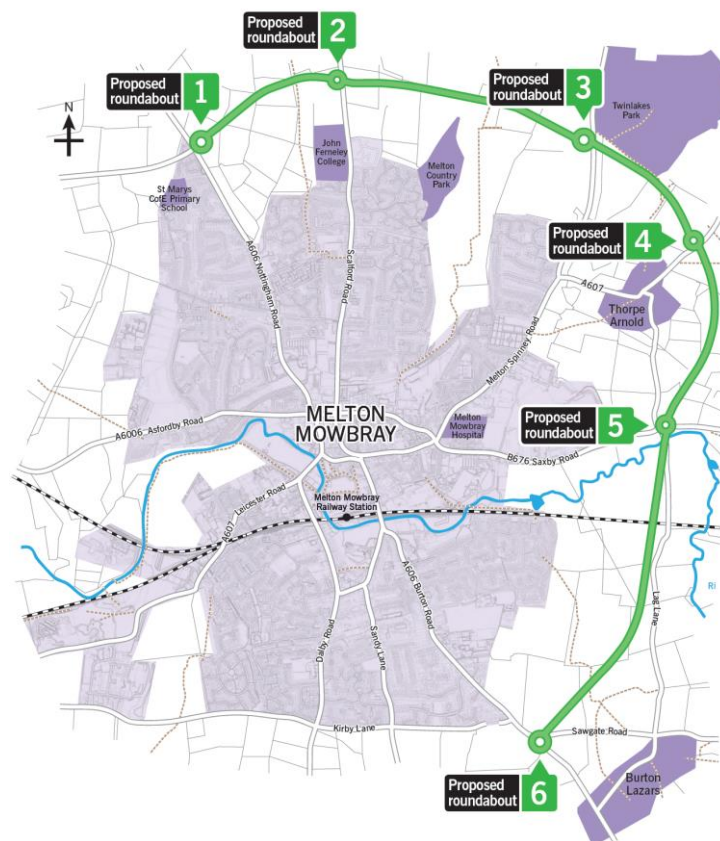 Proposed
roundabout
2
Proposed
roundabout
1
Proposed
roundabout
3
Twinlakes
Park
N
John
Ferneley
College
Melton
Country
Park
St Marys
CofE Primary
School
Proposed
roundabout
4
A606 Nottingham Road
Scalford Road
A607
Thorpe
Arnold
Melton Spinney Road
MELTON
MOWBRAY
Proposed
roundabout
5
A6006 Asfordby Road
Melton
Mowbray
Hospital
B676 Saxby Road
A607 Leicester Road
Melton Mowbray
Railway Station
A606 Burton Road
Lag Lane
Dalby Road
Sandy Lane
Kirby Lane
Sawgate Road
Proposed
roundabout
6
Burton
Lazars